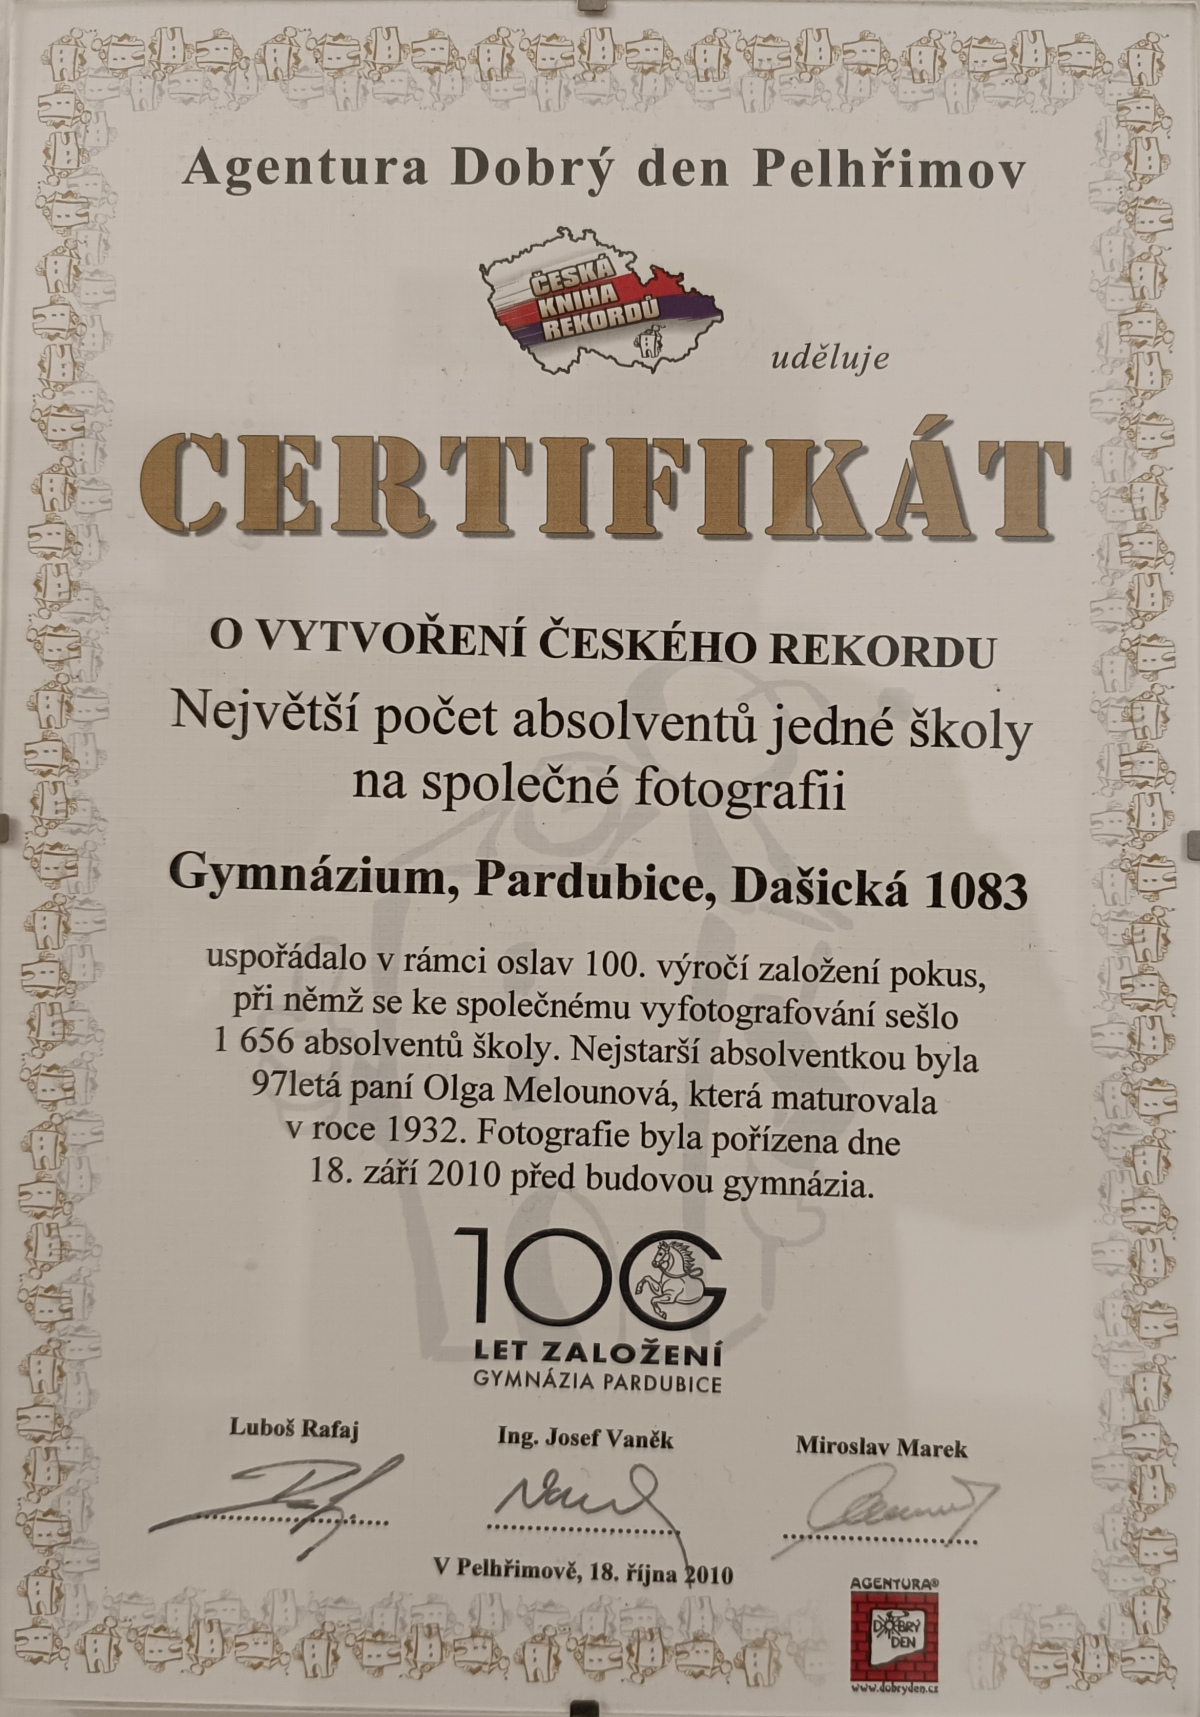 Agentura Dobrý den Pelhřimov
ČESKÁ
KNIHA
REKORDŮ
uděluje
CERTIFIKÁT
O VYTVOŘENÍ ČESKÉHO REKORDU
Největší počet absolventů jedné školy
na společné fotografii
Gymnázium, Pardubice, Dašická 1083
uspořádalo v rámci oslav 100. výročí založení pokus,
při němž se ke společnému vyfotografování sešlo
1 656 absolventů školy. Nejstarší absolventkou byla
97letá paní Olga Melounová, která maturovala
v roce 1932. Fotografie byla pořízena dne
18. září 2010 před budovou gymnázia.
10G
LET ZALOŽENÍ
GYMNÁZIA PARDUBICE
Luboš Rafaj
Ing. Josef Vaněk
Miroslav Marek
V Pelhřimově, 18. října 2010
AGENTURA®
DOBRÝ
DEN
www.dobryden.cz